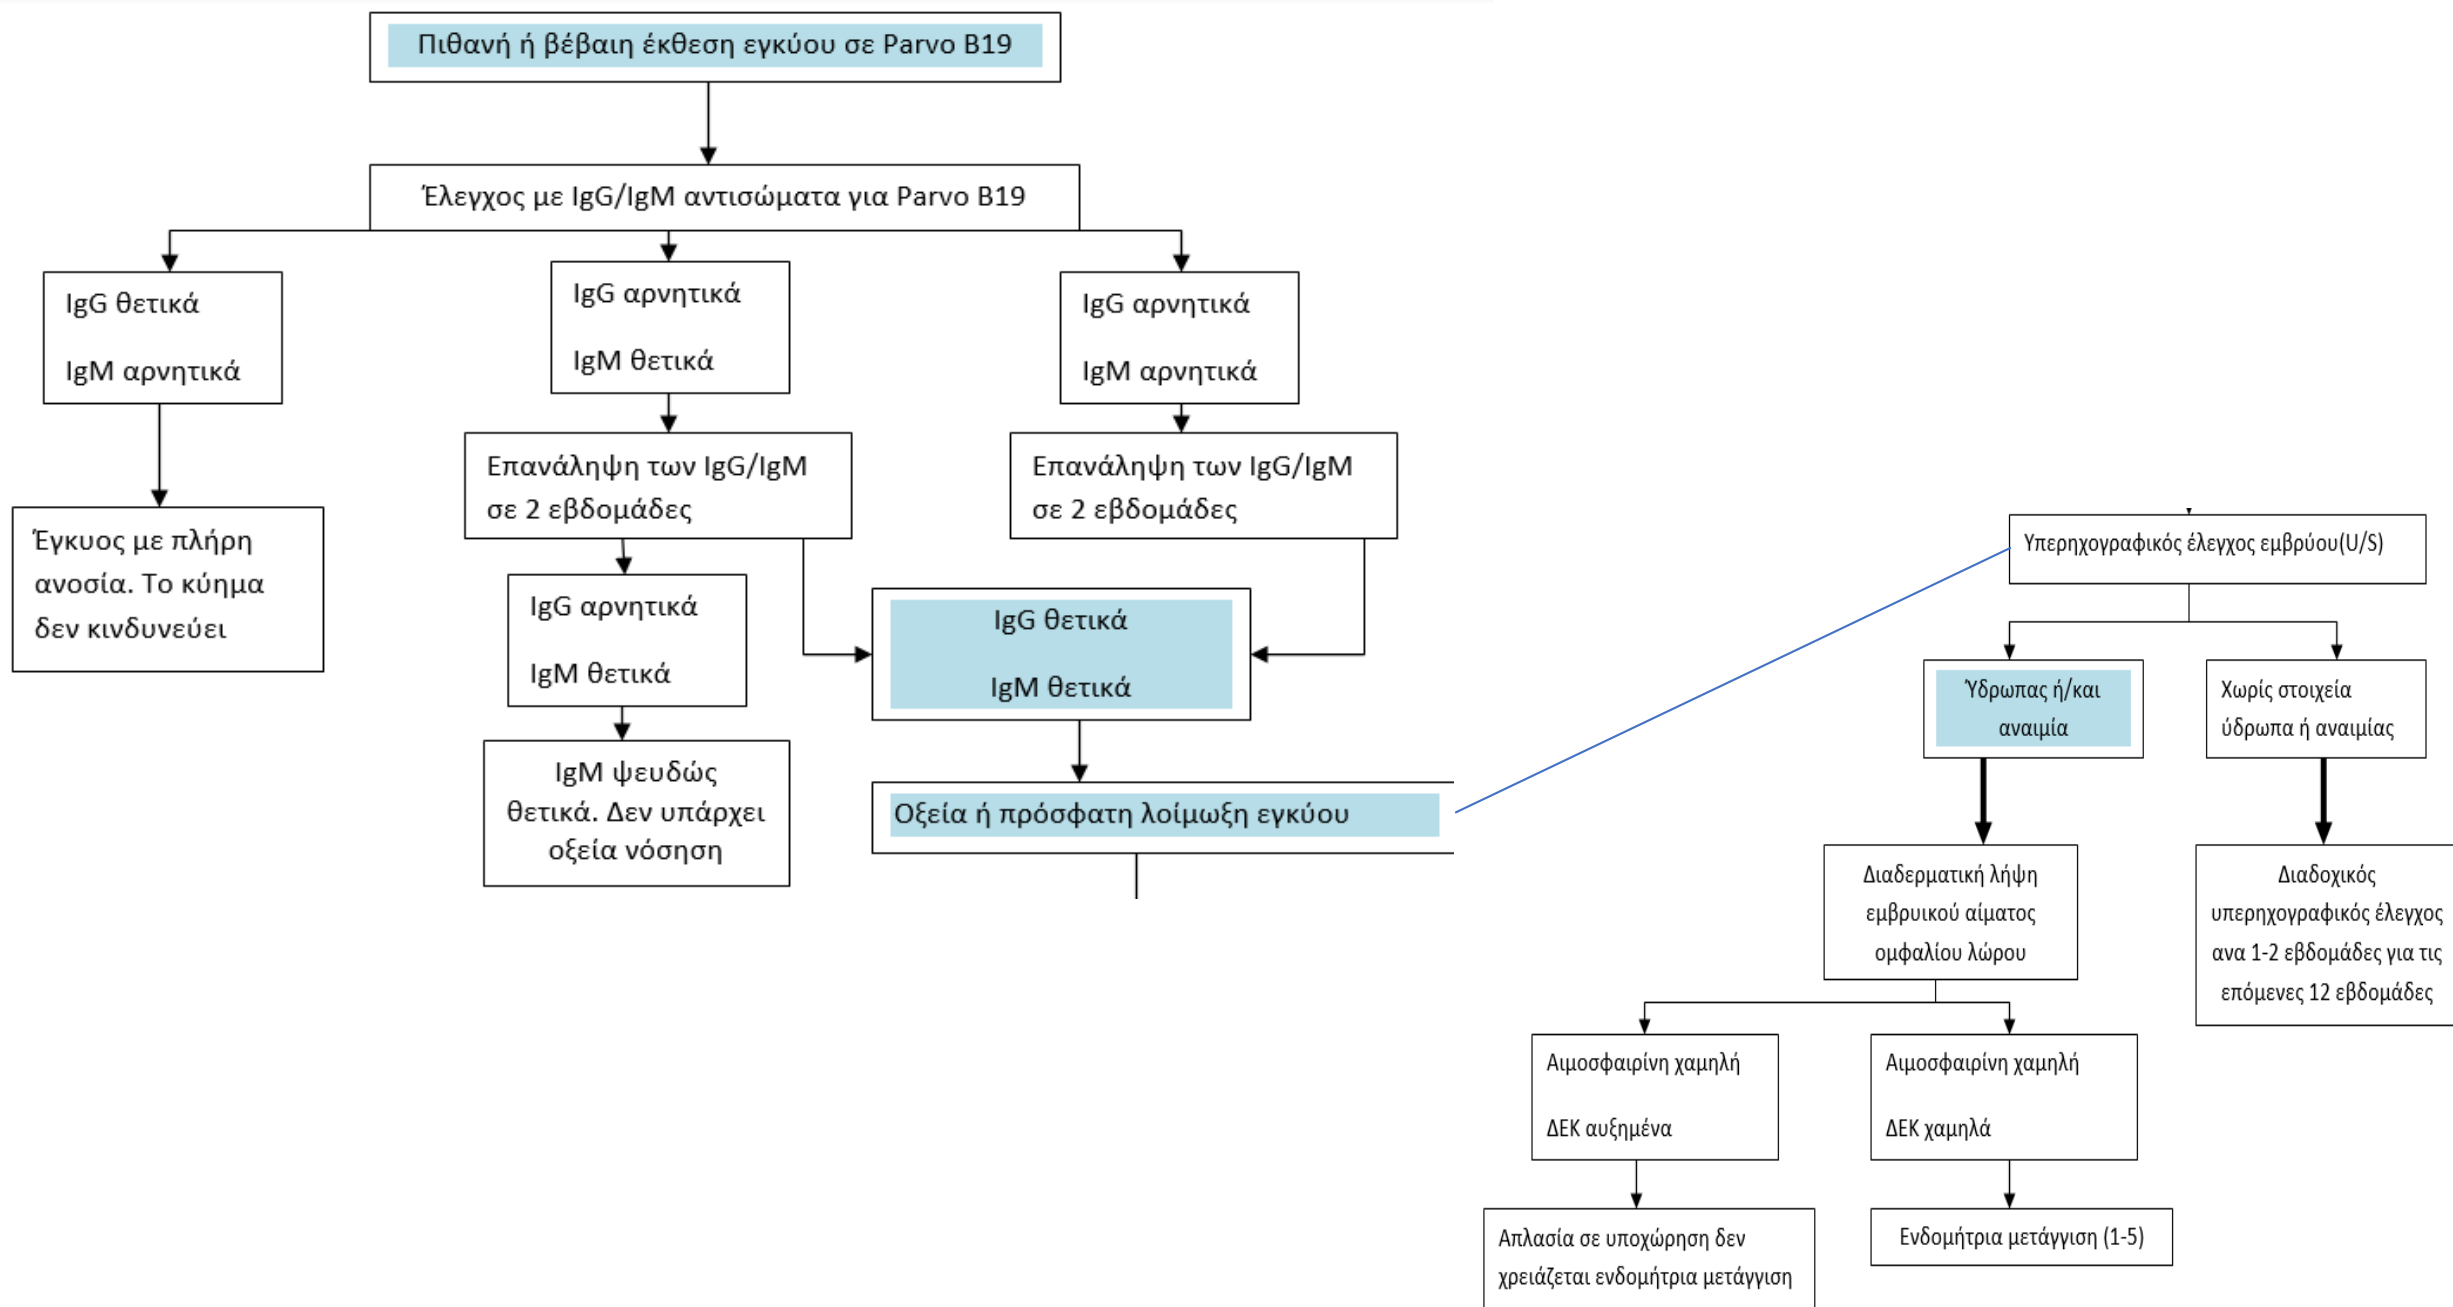 Πιθανή ή βέβαιη έκθεση εγκύου σε Parvo B19
Έλεγχος με IgG/IgM αντισώματα για Parvo B19
IgG θετικά
IgM αρνητικά
IgG αρνητικά
IgM θετικά
IgG αρνητικά
IgM αρνητικά
Έγκυος με πλήρη
ανοσία. Το κύημα
δεν κινδυνεύει
Επανάληψη των IgG/IgM
σε 2 εβδομάδες
Επανάληψη των IgG/IgM
σε 2 εβδομάδες
IgG αρνητικά
IgM θετικά
IgG θετικά
IgM θετικά
IgM ψευδώς
θετικά. Δεν υπάρχει
οξεία νόσηση
Οξεία ή πρόσφατη λοίμωξη εγκύου
Υπερηχογραφικός έλεγχος εμβρύου(U/S)
Ύδρωπας ή/και
αναιμία
Χωρίς στοιχεία
ύδρωπα ή αναιμίας
Διαδερματική λήψη
εμβρυικού αίματος
ομφαλίου λώρου
Διαδοχικός
υπερηχογραφικός έλεγχος
ανα 1-2 εβδομάδες για τις
επόμενες 12 εβδομάδες
Αιμοσφαιρίνη χαμηλή
ΔΕΚ αυξημένα
Αιμοσφαιρίνη χαμηλή
ΔΕΚ χαμηλά
Απλασία σε υποχώρηση δεν
χρειάζεται ενδομήτρια μετάγγιση
Ενδομήτρια μετάγγιση (1-5)